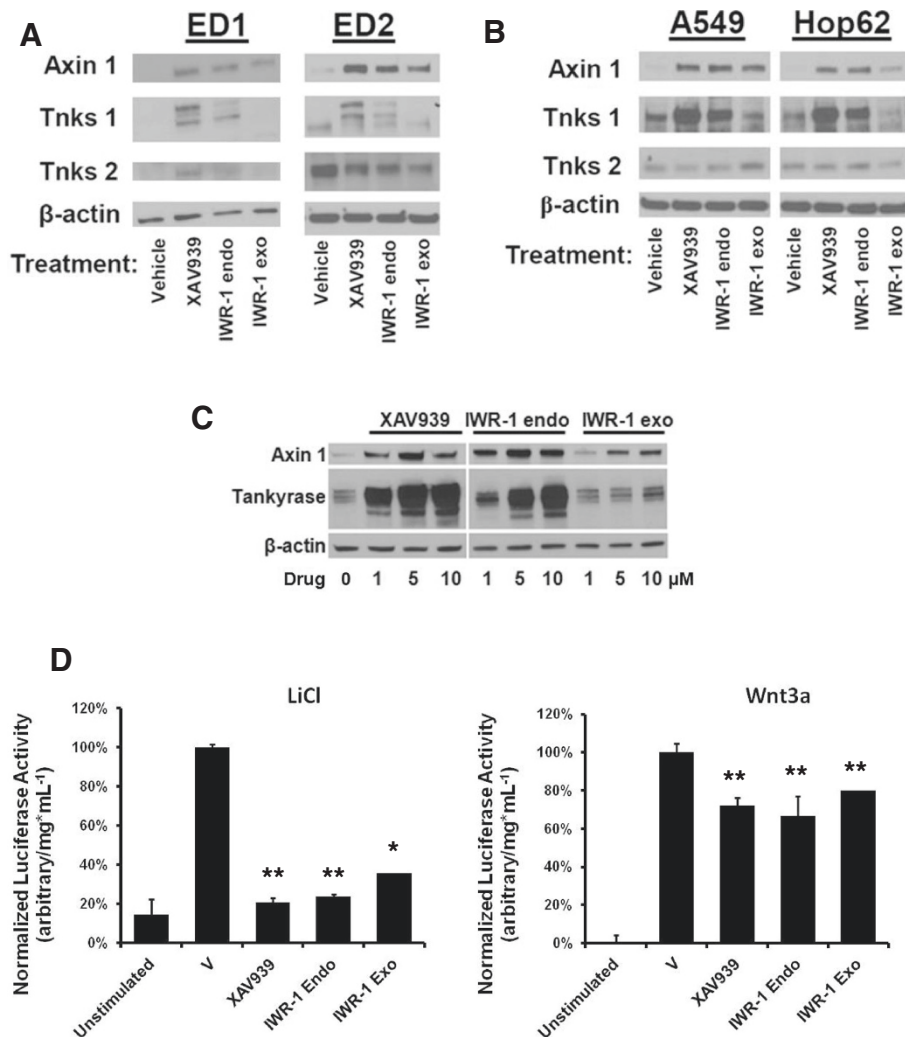 A
ED1
ED2
Axin 1
Tnks 1
Tnks 2
β-actin
Treatment:
Vehicle
XAV939
IWR-1 endo
IWR-1 exo
Vehicle
XAV939
IWR-1 endo
IWR-1 exo
B
A549
Hop62
Axin 1
Tnks 1
Tnks 2
β-actin
Treatment:
Vehicle
XAV939
IWR-1 endo
IWR-1 exo
Vehicle
XAV939
IWR-1 endo
IWR-1 exo
C
XAV939 IWR-1 endo IWR-1 exo
Axin 1
Tankyrase
β-actin
Drug 0 1 5 10 1 5 10 1 5 10 µM
D
LiCl
Normalized Luciferase Activity
(arbitrary/mg*mL-1)
120%
100%
80%
60%
40%
20%
0%
** ** *
Unstimulated
V
XAV939
IWR-1 Endo
IWR-1 Exo
Wnt3a
Normalized Luciferase Activity
(arbitrary/mg*mL-1)
120%
100%
80%
60%
40%
20%
0%
** ** **
Unstimulated
V
XAV939
IWR-1 Endo
IWR-1 Exo